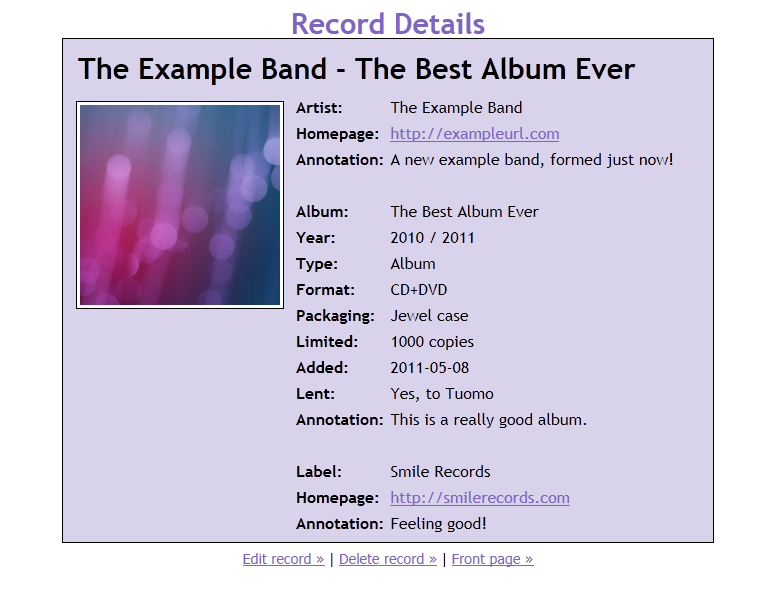 Record Details
The Example Band - The Best Album Ever
Artist: The Example Band
Homepage: http://exampleurl.com
Annotation: A new example band, formed just now!
Album: The Best Album Ever
Year: 2010 / 2011
Type: Album
Format: CD+DVD
Packaging: Jewel case
Limited: 1000 copies
Added: 2011-05-08
Lent: Yes, to Tuomo
Annotation: This is a really good album.
Label: Smile Records
Homepage: http://smilerecords.com
Annotation: Feeling good!
Edit record » | Delete record » | Front page »